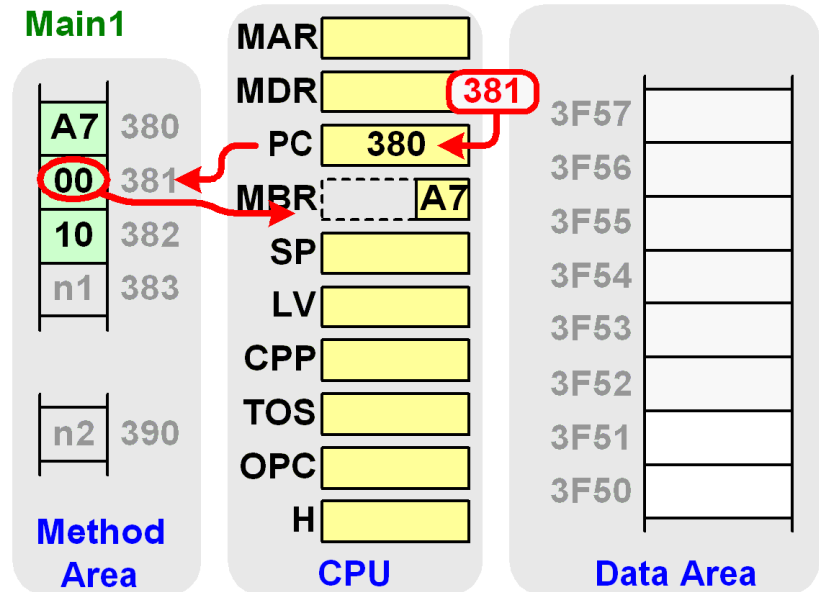 Main1
A7 380
00 381
10 382
n1 383
n2 390
Method
Area
MAR
MDR 381
PC 380
MBR A7
SP
LV
CPP
TOS
OPC
H
CPU
3F57
3F56
3F55
3F54
3F53
3F52
3F51
3F50
Data Area